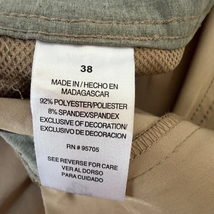 38
MADE IN / HECHO EN
MADAGASCAR
92% POLYESTER/POLIESTER
8% SPANDEX/SPANDEX
EXCLUSIVE OF DECORATION/
EXCLUSIVO DE DECORACION
RN # 95705
SEE REVERSE FOR CARE
VER AL DORSO
PARA CUIDADO